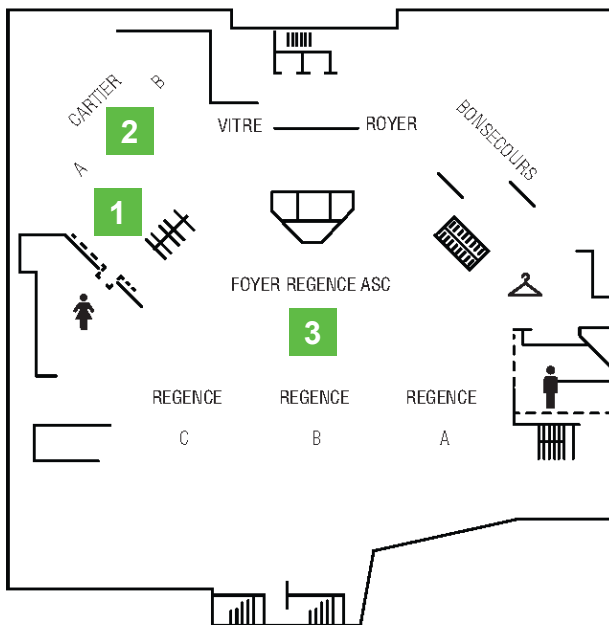 CARTIER
B
2
VITRE
ROYER
BONSECOURS
A
1
FOYER REGENCE ASC
3
REGENCE
REGENCE
REGENCE
C
B
A